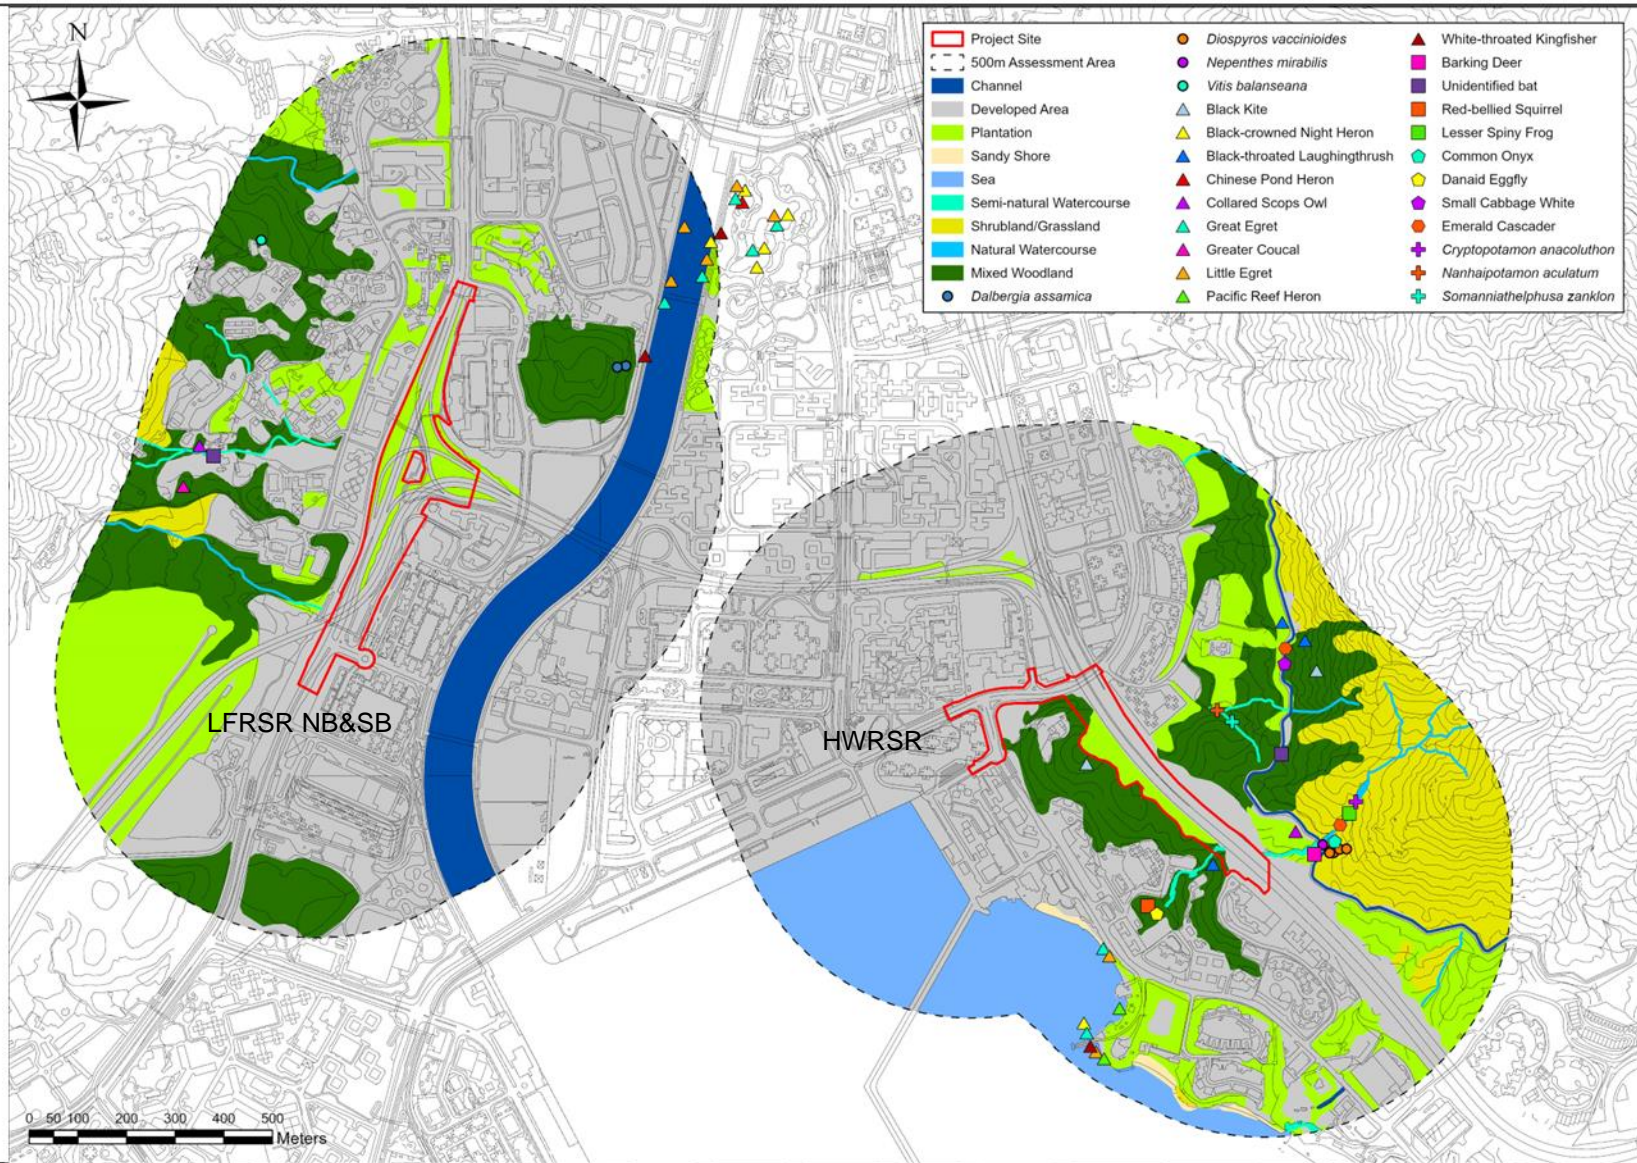 N
Project Site
500m Assessment Area
Channel
Developed Area
Plantation
Sandy Shore
Sea
Semi-natural Watercourse
Shrubland/Grassland
Natural Watercourse
Mixed Woodland
Dalbergia assamica
Diospyros vaccinioides
Nepenthes mirabilis
Vitis balanseana
Black Kite
Black-crowned Night Heron
Black-throated Laughingthrush
Chinese Pond Heron
Collared Scops Owl
Great Egret
Greater Coucal
Little Egret
Pacific Reef Heron
White-throated Kingfisher
Barking Deer
Unidentified bat
Red-bellied Squirrel
Lesser Spiny Frog
Common Onyx
Danaid Eggfly
Small Cabbage White
Emerald Cascader
Cryptopotamon anacoluthon
Nanhaipotamon aculatum
Somanniathelphusa zanklon
LFRSR NB&SB
HWRSR
0 50 100 200 300 400 500
Meters